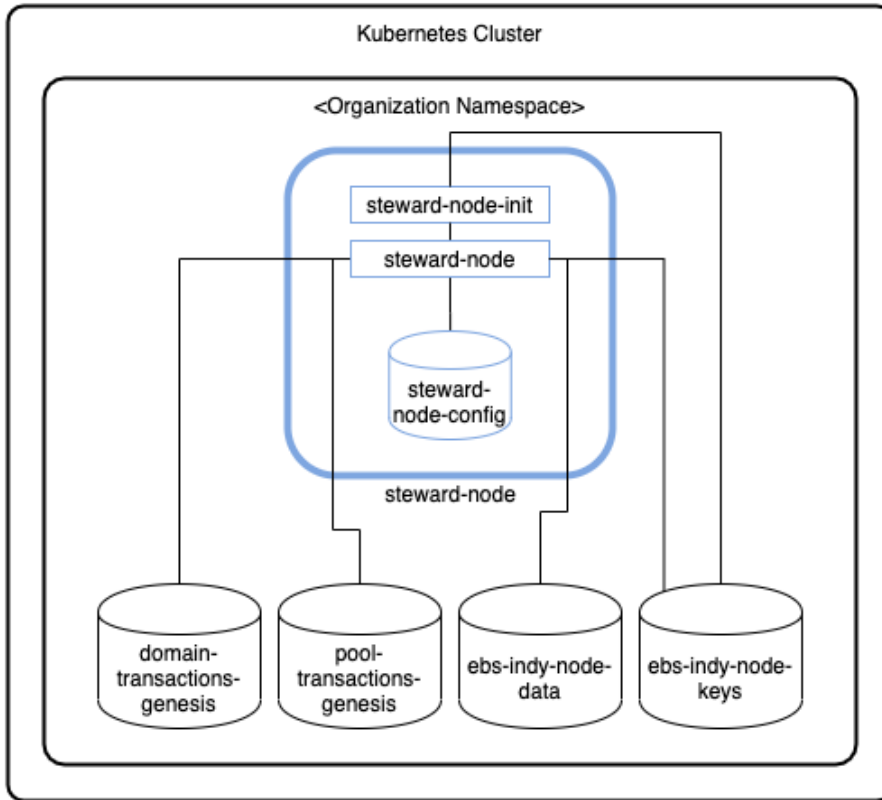 Kubernetes Cluster
<Organization Namespace>
steward-node-init
steward-node
steward-
node-config
steward-node
domain-
transactions-
genesis
pool-
transactions-
genesis
ebs-indy-node-
data
ebs-indy-node-
keys